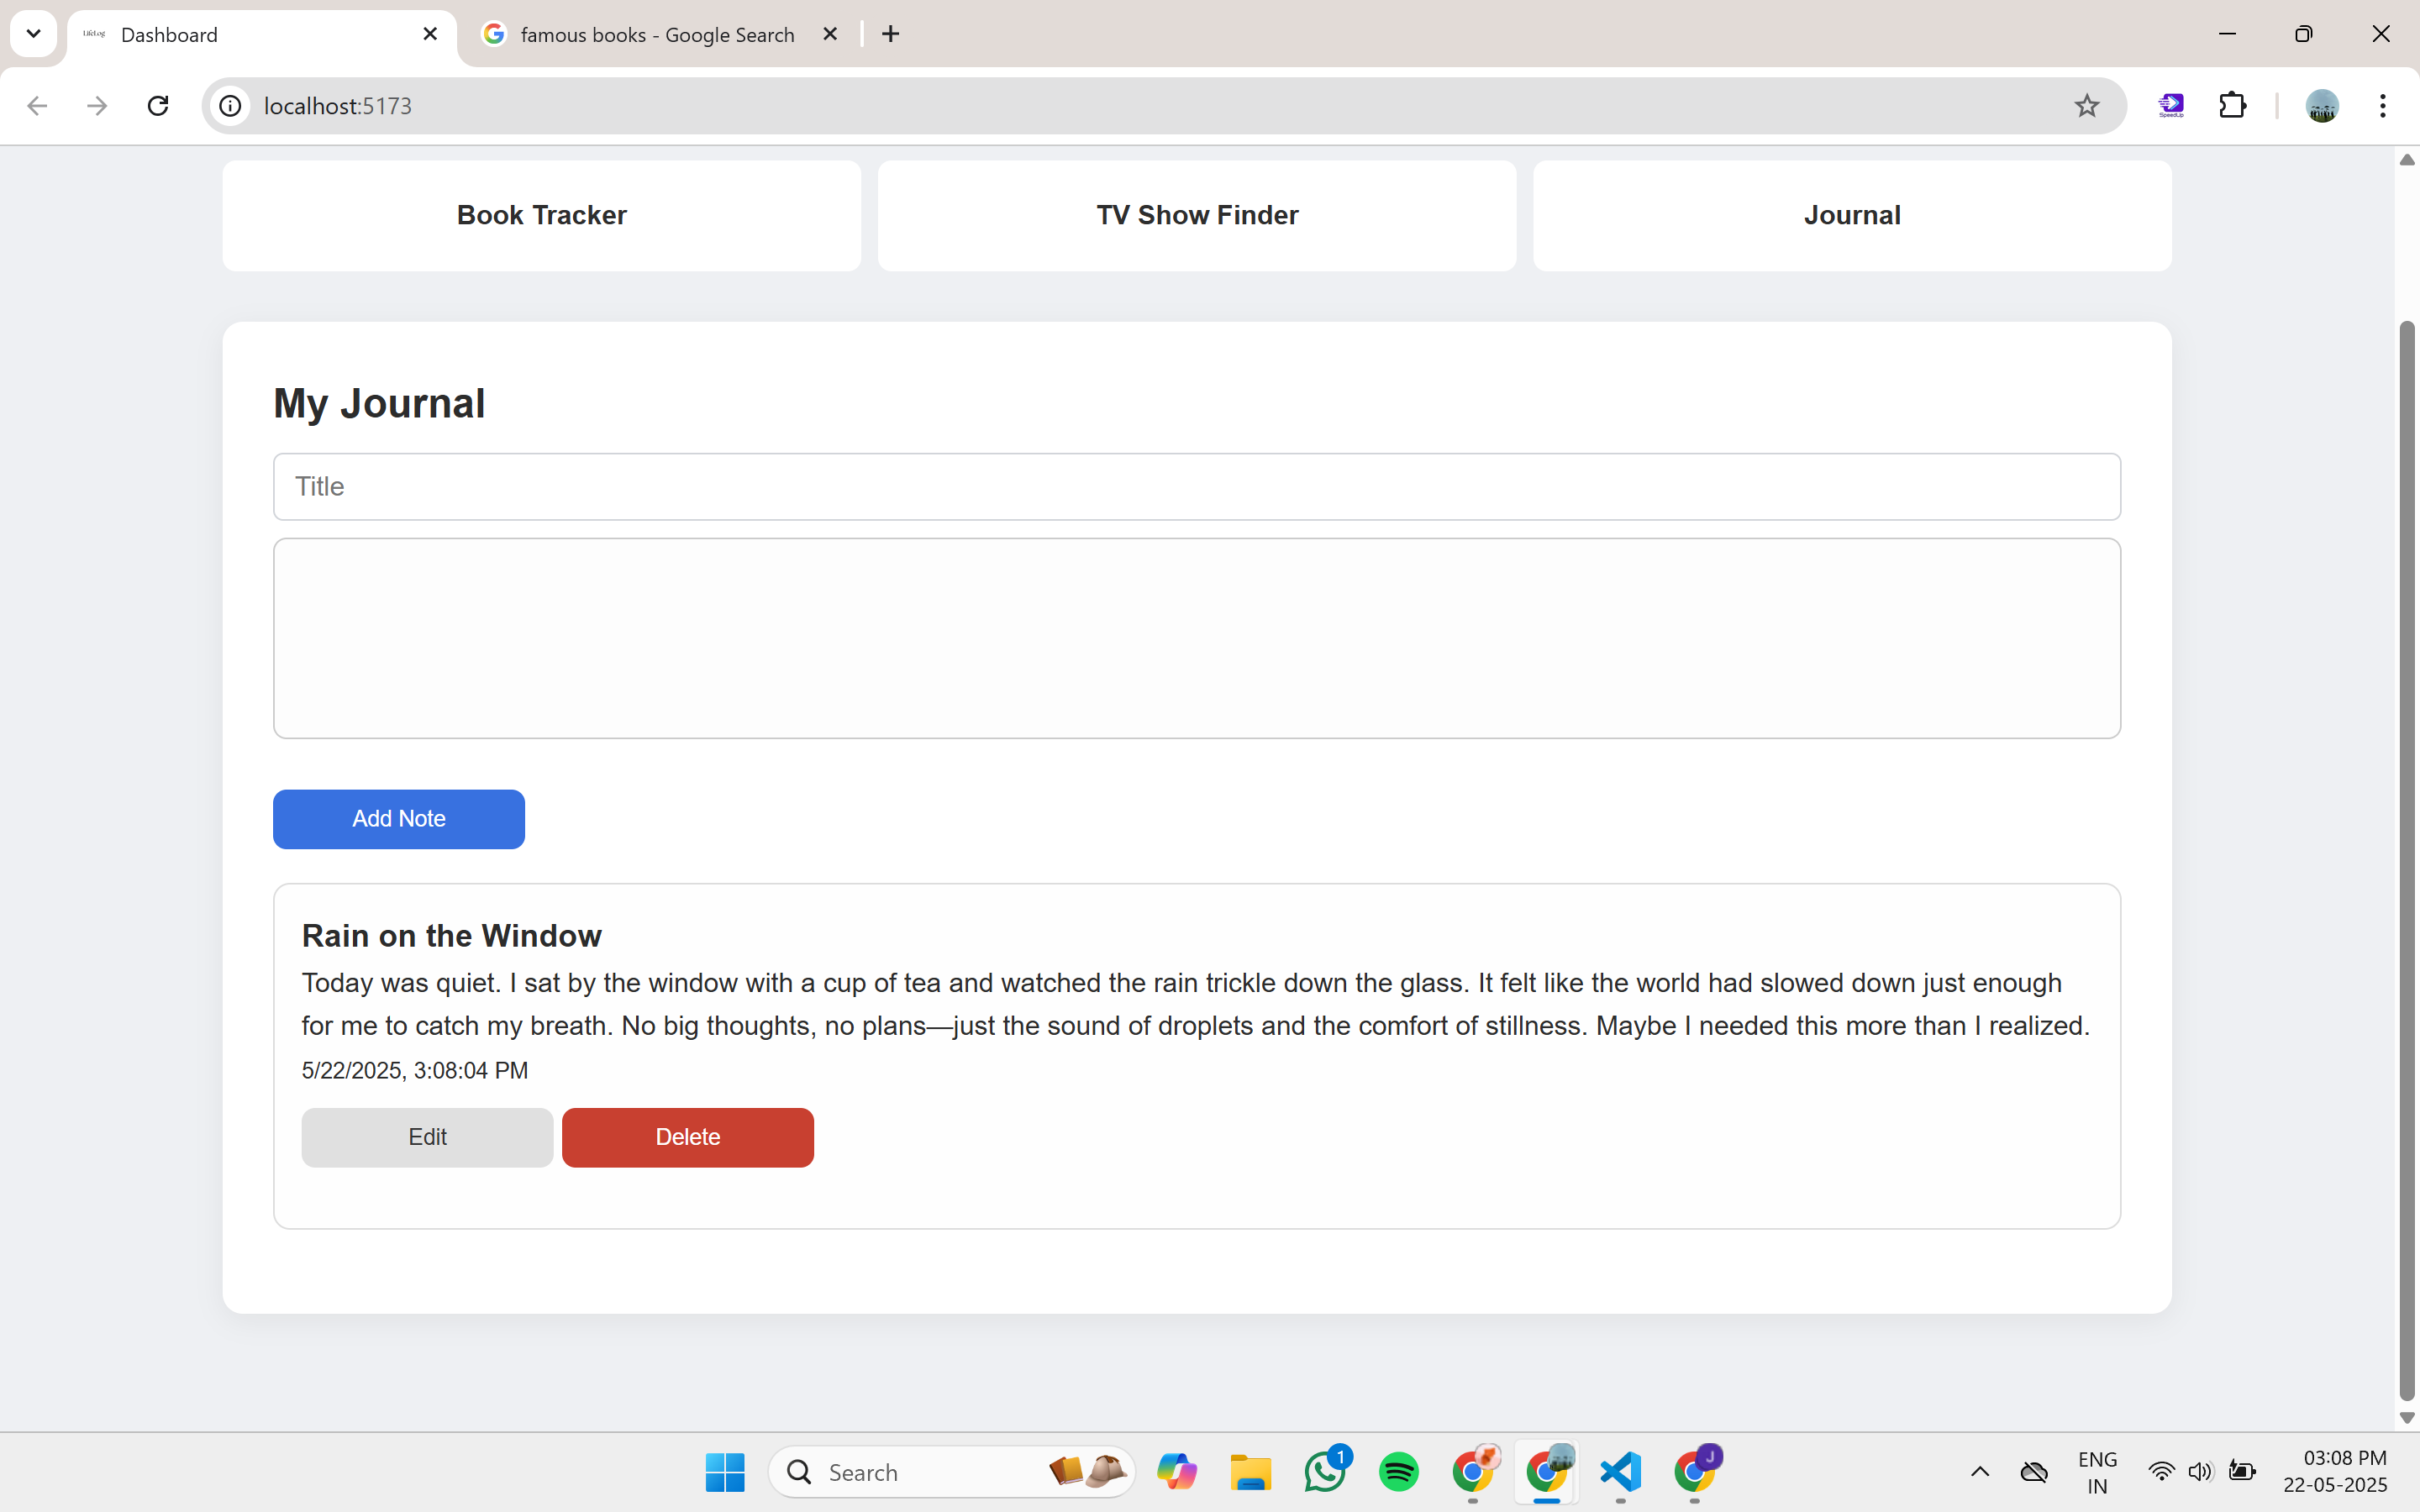 LifeLog
Dashboard
famous books - Google Search
localhost:5173
SpeedUp
Book Tracker
TV Show Finder
Journal
My Journal
Title
Add Note
Rain on the Window
Today was quiet. I sat by the window with a cup of tea and watched the rain trickle down the glass. It felt like the world had slowed down just enough
for me to catch my breath. No big thoughts, no plans—just the sound of droplets and the comfort of stillness. Maybe I needed this more than I realized.
5/22/2025, 3:08:04 PM
Edit
Delete
Search
1
J
ENG
IN
03:08 PM
22-05-2025